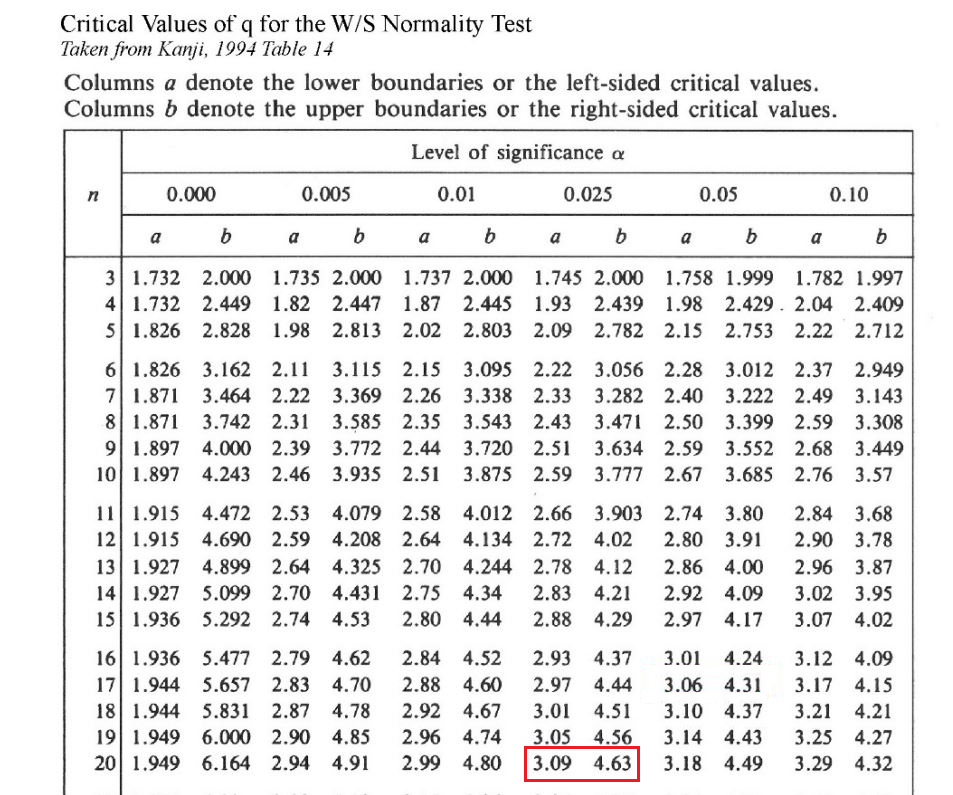 Critical Values of q for the W/S Normality Test
Taken from Kanji, 1994 Table 14
Columns a denote the lower boundaries or the left-sided critical values.
Columns b denote the upper boundaries or the right-sided critical values.
Level of significance α
n 0.000 0.005 0.01 0.025 0.05 0.10
a b a b a b a b a b a b
3 1.732 2.000 1.735 2.000 1.737 2.000 1.745 2.000 1.758 1.999 1.782 1.997
4 1.732 2.449 1.82 2.447 1.87 2.445 1.93 2.439 1.98 2.429 2.04 2.409
5 1.826 2.828 1.98 2.813 2.02 2.803 2.09 2.782 2.15 2.753 2.22 2.712
6 1.826 3.162 2.11 3.115 2.15 3.095 2.22 3.056 2.28 3.012 2.37 2.949
7 1.871 3.464 2.22 3.369 2.26 3.338 2.33 3.282 2.40 3.222 2.49 3.143
8 1.871 3.742 2.31 3.585 2.35 3.543 2.43 3.471 2.50 3.399 2.59 3.308
9 1.897 4.000 2.39 3.772 2.44 3.720 2.51 3.634 2.59 3.552 2.68 3.449
10 1.897 4.243 2.46 3.935 2.51 3.875 2.59 3.777 2.67 3.685 2.76 3.57
11 1.915 4.472 2.53 4.079 2.58 4.012 2.66 3.903 2.74 3.80 2.84 3.68
12 1.915 4.690 2.59 4.208 2.64 4.134 2.72 4.02 2.80 3.91 2.90 3.78
13 1.927 4.899 2.64 4.325 2.70 4.244 2.78 4.12 2.86 4.00 2.96 3.87
14 1.927 5.099 2.70 4.431 2.75 4.34 2.83 4.21 2.92 4.09 3.02 3.95
15 1.936 5.292 2.74 4.53 2.80 4.44 2.88 4.29 2.97 4.17 3.07 4.02
16 1.936 5.477 2.79 4.62 2.84 4.52 2.93 4.37 3.01 4.24 3.12 4.09
17 1.944 5.657 2.83 4.70 2.88 4.60 2.97 4.44 3.06 4.31 3.17 4.15
18 1.944 5.831 2.87 4.78 2.92 4.67 3.01 4.51 3.10 4.37 3.21 4.21
19 1.949 6.000 2.90 4.85 2.96 4.74 3.05 4.56 3.14 4.43 3.25 4.27
20 1.949 6.164 2.94 4.91 2.99 4.80 3.09 4.63 3.18 4.49 3.29 4.32